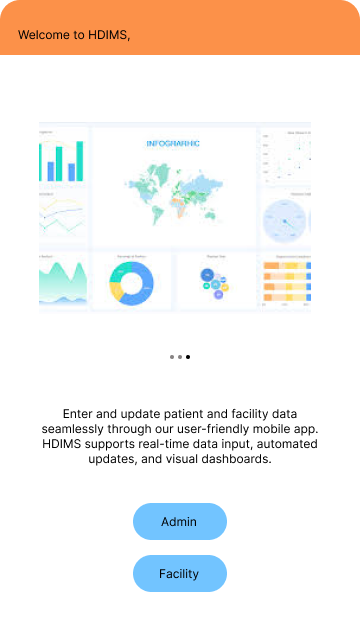 Welcome to HDIMS,
INFOGRARHIC
Enter and update patient and facility data
seamlessly through our user-friendly mobile app.
HDIMS supports real-time data input, automated
updates, and visual dashboards.
Admin
Facility